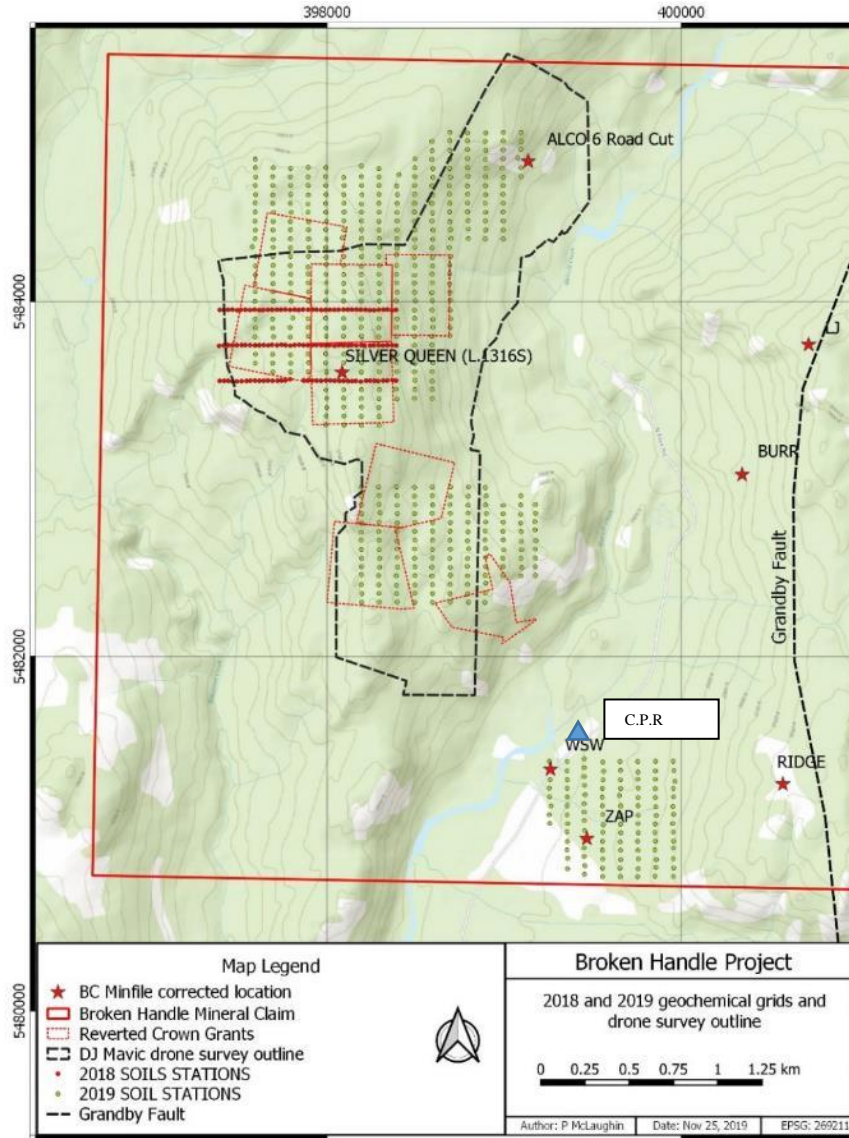 398000
400000
ALCO 6 Road Cut
5484000
SILVER QUEEN (L.1316S)
LJ
BURR
Grandby Fault
5482000
C.P.R
WSW
RIDGE
ZAP
Map Legend
BC Minfile corrected location
Broken Handle Mineral Claim
Reverted Crown Grants
DJ Mavic drone survey outline
2018 SOILS STATIONS
2019 SOIL STATIONS
Grandby Fault
5480000
Broken Handle Project
2018 and 2019 geochemical grids and
drone survey outline
0 0.25 0.5 0.75 1 1.25 km
Author: P McLaughin
Date: Nov 25, 2019
EPSG: 269211